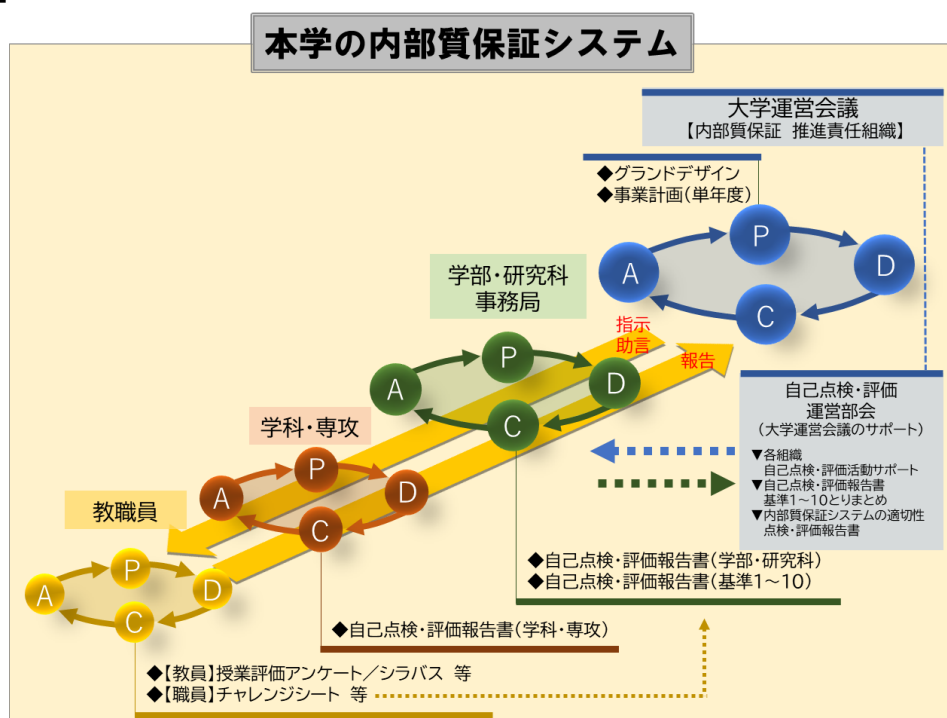 本学の内部質保証システム
大学運営会議
【内部質保証 推進責任組織】
◆グランドデザイン
◆事業計画(単年度)
P
A
D
C
学部・研究科
事務局
指示
助言
報告
P
A
D
C
自己点検・評価
運営部会
(大学運営会議のサポート)
▼各組織
自己点検・評価活動サポート
▼自己点検・評価報告書
基準1~10とりまとめ
▼内部質保証システムの適切性
点検・評価報告書
学科・専攻
P
A
D
C
教職員
P
A
D
C
◆自己点検・評価報告書(学部・研究科)
◆自己点検・評価報告書(基準1~10)
◆自己点検・評価報告書(学科・専攻)
◆【教員】授業評価アンケート/シラバス 等
◆【職員】チャレンジシート 等